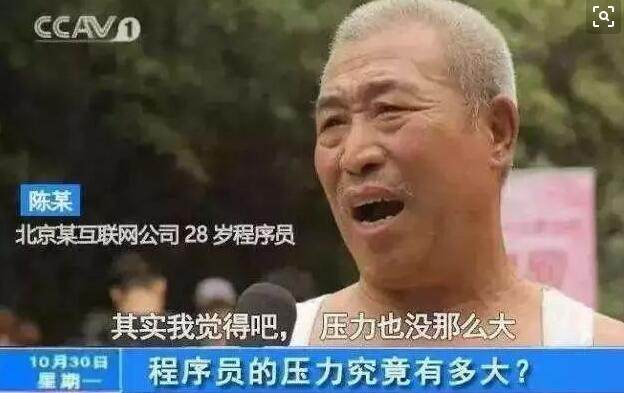 CCAV1
陈某
北京某互联网公司 28 岁程序员
其实我觉得吧， 压力也没那么大
10月30日
星期一
程序员的压力究竟有多大？